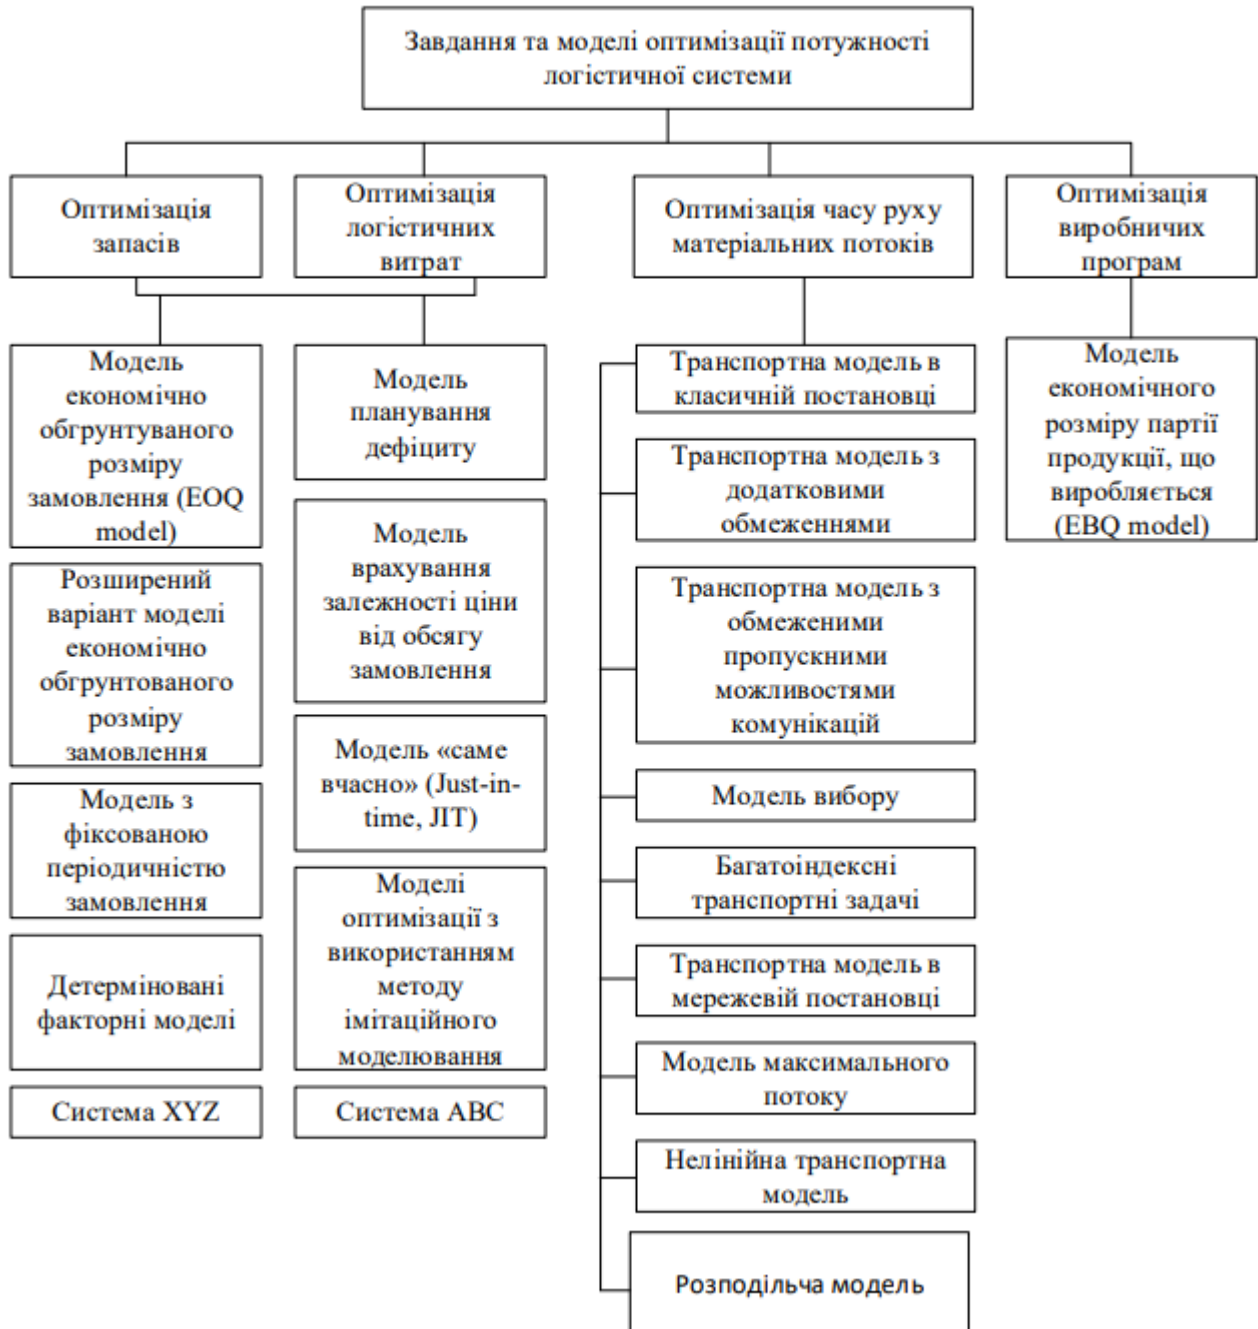 Завдання та моделі оптимізації потужності
логістичної системи
Оптимізація
запасів
Оптимізація
логістичних
витрат
Оптимізація часу руху
матеріальних потоків
Оптимізація
виробничих
програм
Модель
економічно
обгрунтуваного
розміру
замовлення (EOQ
model)
Розширений
варіант моделі
економічно
обгрунтованого
розміру
замовлення
Модель з
фіксованою
періодичністю
замовлення
Детерміновані
факторні моделі
Система XYZ
Модель
планування
дефіциту
Модель
врахування
залежності ціни
від обсягу
замовлення
Модель «саме
вчасно» (Just-in-
time, JIT)
Моделі
оптимізації з
використанням
методу
імітаційного
моделювання
Система ABC
Транспортна модель в
класичній постановці
Транспортна модель з
додатковими
обмеженнями
Транспортна модель з
обмеженими
пропускними
можливостями
комунікацій
Модель вибору
Багатоіндексні
транспортні задачі
Транспортна модель в
мережевій постановці
Модель максимального
потоку
Нелінійна транспортна
модель
Розподільча модель
Модель
економічного
розміру партії
продукції, що
виробляється
(EBQ model)